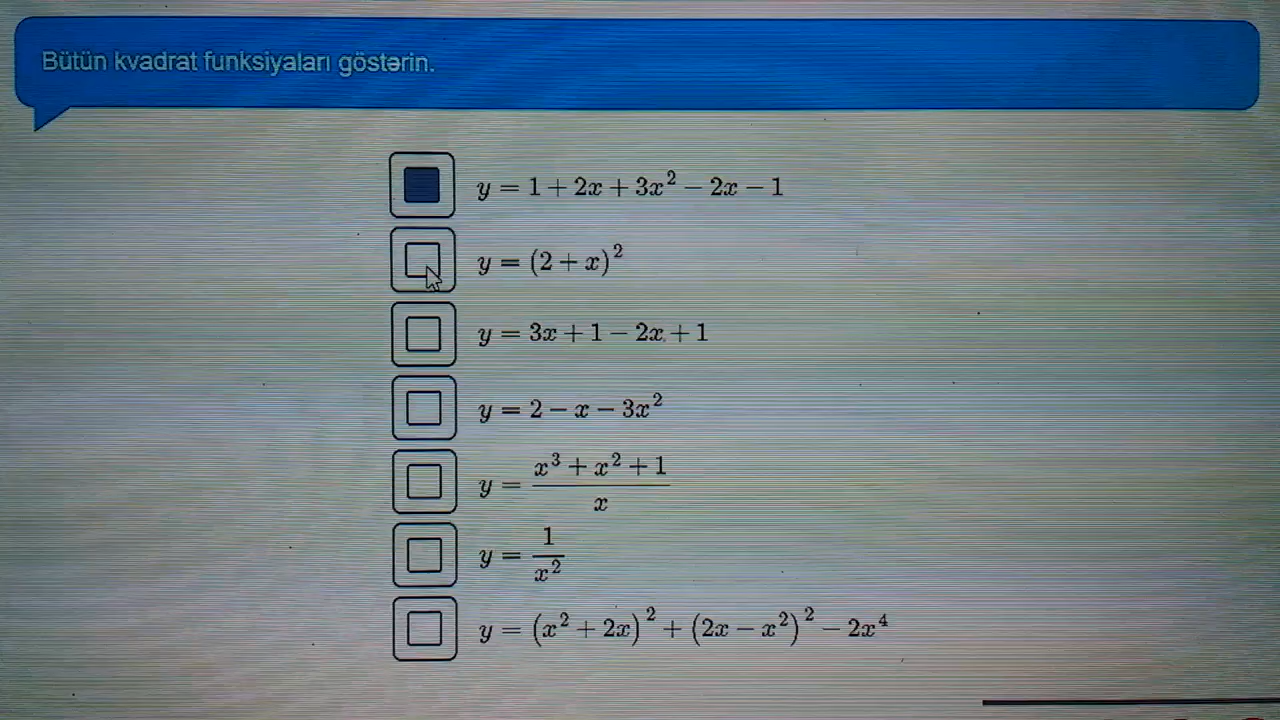 Bütün kvadrat funksiyaları göstərin.
y = 1 + 2x + 3x² − 2x − 1
y = (2 + x)²
y = 3x + 1 − 2x + 1
y = 2 − x − 3x²
y = (x³ + x² + 1)/x
y = 1/x²
y = (x² + 2x)² + (2x − x²)² − 2x⁴